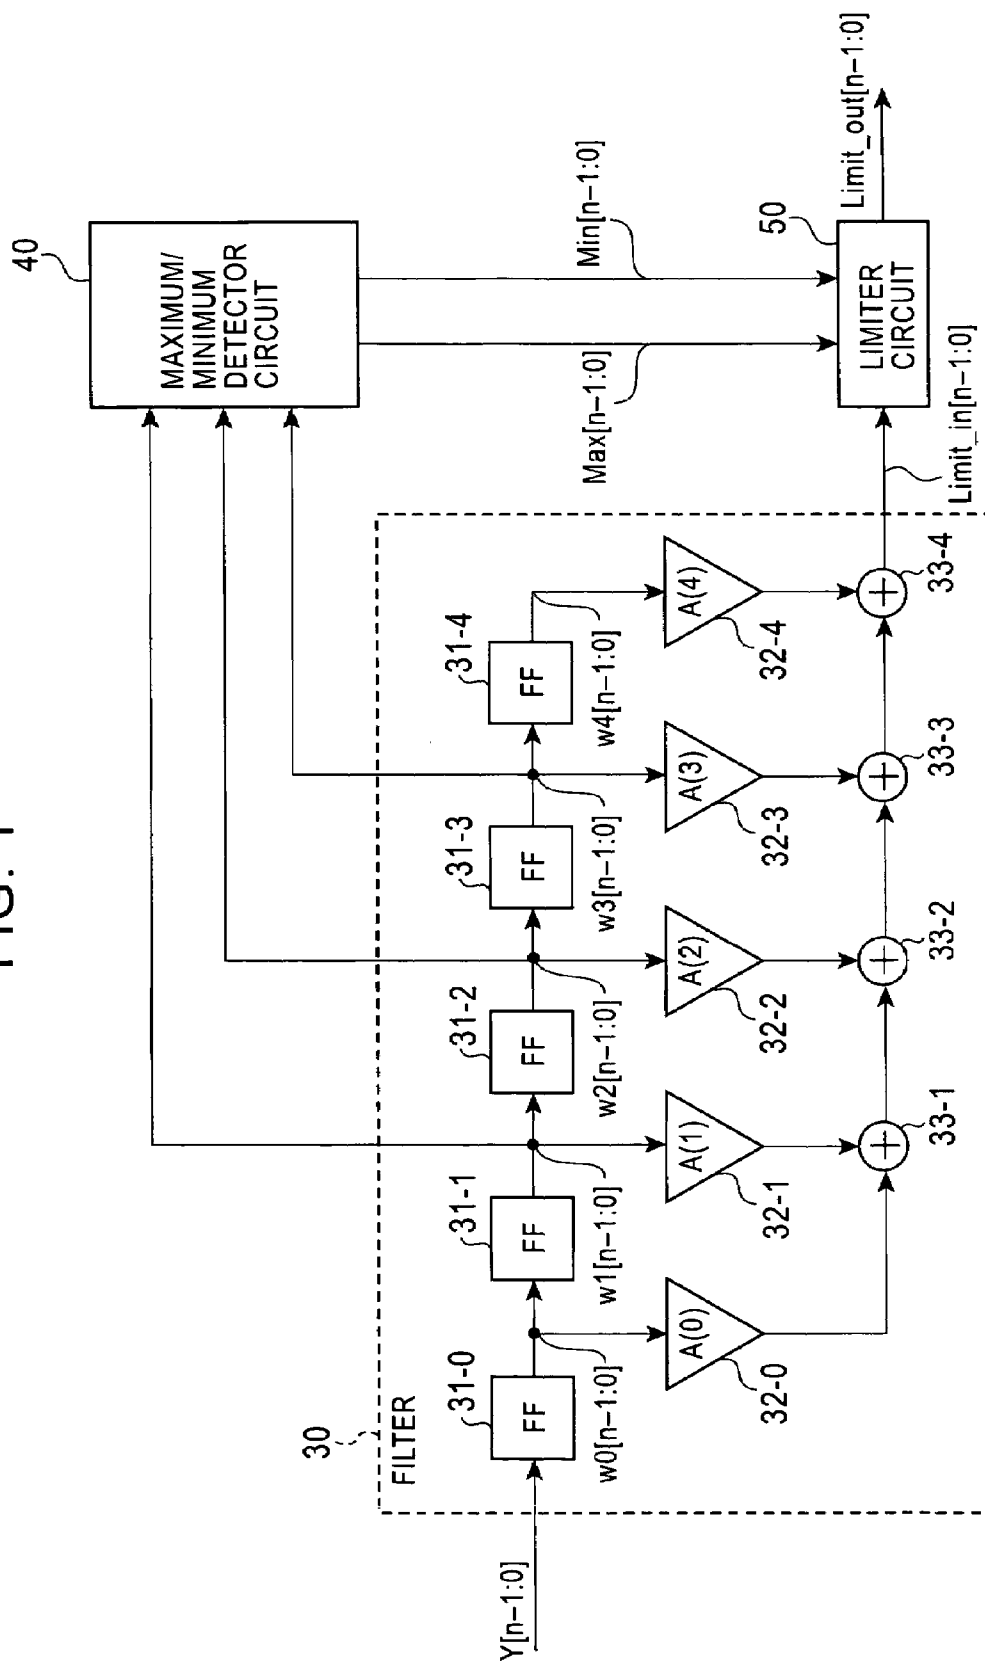 40
MAXIMUM/
MINIMUM
DETECTOR
CIRCUIT
Min[n-1:0]
Max[n-1:0]
50
LIMITER
CIRCUIT
Limit_out[n-1:0]
Limit_in[n-1:0]
30
FILTER
Y[n-1:0]
31-0
FF
31-1
FF
31-2
FF
31-3
FF
31-4
FF
w0[n-1:0]
w1[n-1:0]
w2[n-1:0]
w3[n-1:0]
w4[n-1:0]
A(0)
A(1)
A(2)
A(3)
A(4)
32-0
32-1
32-2
32-3
32-4
+
+
+
+
33-1
33-2
33-3
33-4